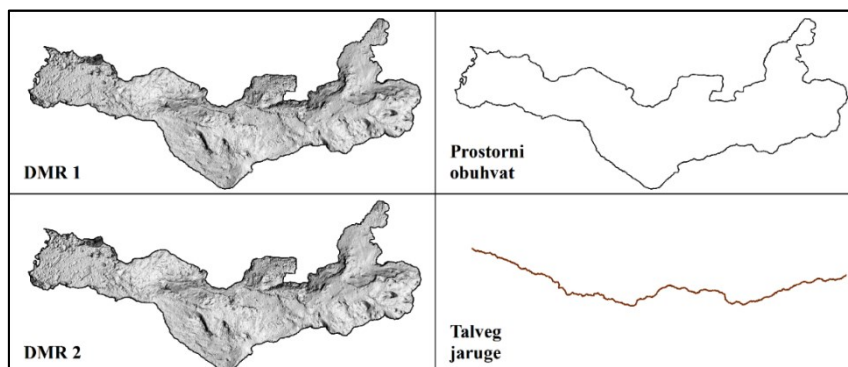 DMR 1
Prostorni
obuhvat
DMR 2
Talveg
jaruge